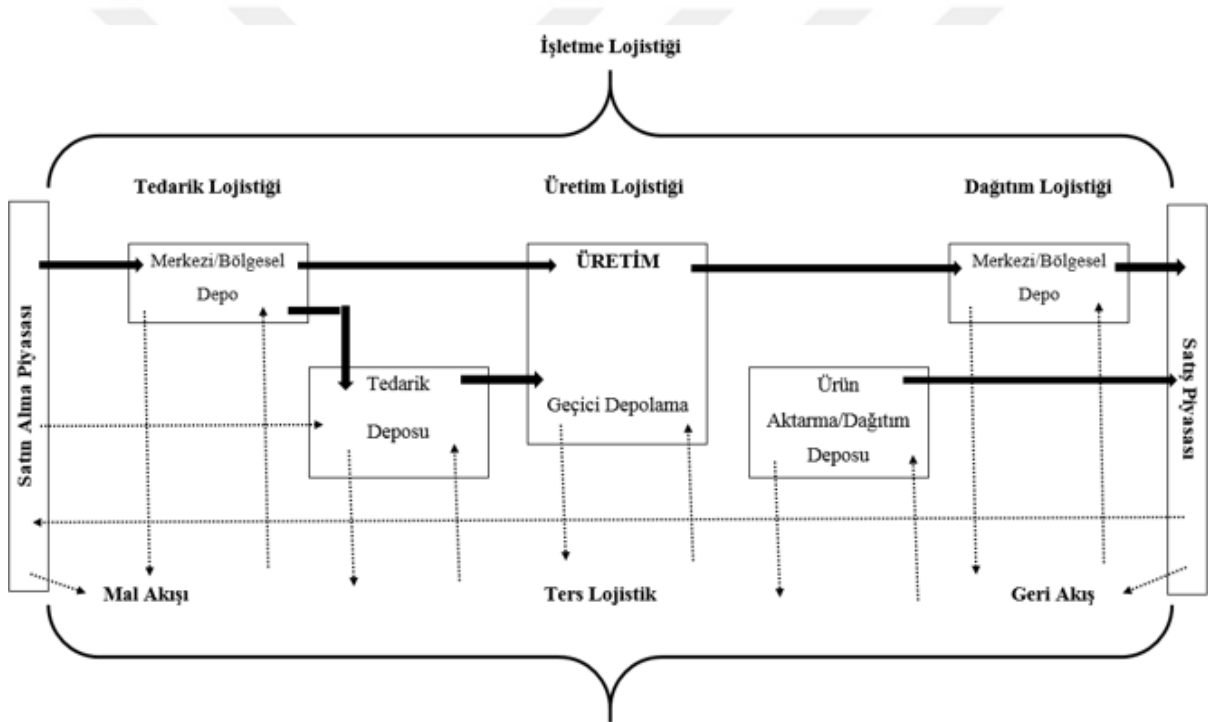 İşletme Lojistiği
Tedarik Lojistiği
Üretim Lojistiği
Dağıtım Lojistiği
Satın Alma Piyasası
Merkezi/Bölgesel
Depo
ÜRETİM
Geçici Depolama
Merkezi/Bölgesel
Depo
Tedarik
Deposu
Ürün
Aktarma/Dağıtım
Deposu
Satış Piyasası
Mal Akışı
Ters Lojistik
Geri Akış